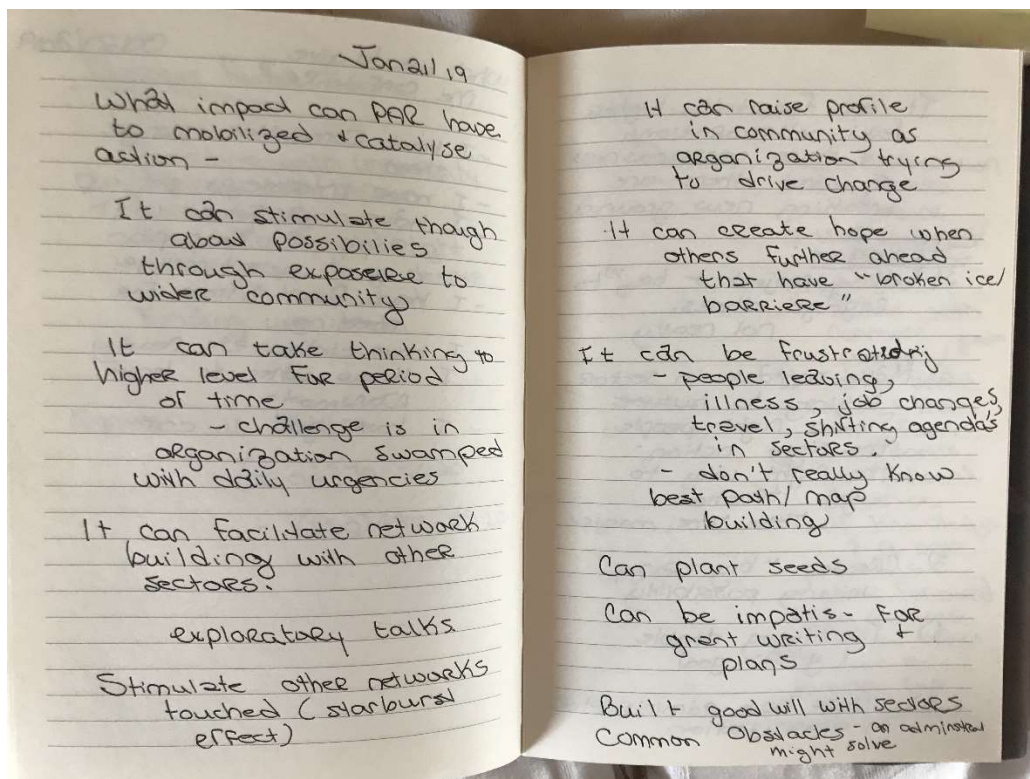 Jan 21/19
What impact can PAR have
to mobilized + catalyse
action -
It can stimulate though
about possibilies
through exposere to
wider community
It can take thinking to
higher level for period
of time
- challenge is in
organization swamped
with daily urgencies
It can facilidate network
building with other
sectors.
exploratory talks
Stimulate other networks
touched (starburst
effect)
It can raise profile
in community as
organization trying
to drive change
It can create hope when
others further ahead
that have "broken ice/
barriere"
It can be
- people leaving,
illness, job changes,
travel, shifting agenda's
in sectors.
- don't really know
best path/map
building
Can plant seeds
Can be impatis - for
grant writing +
plans
Built good will with sectors
Common obstacles - an
might solve